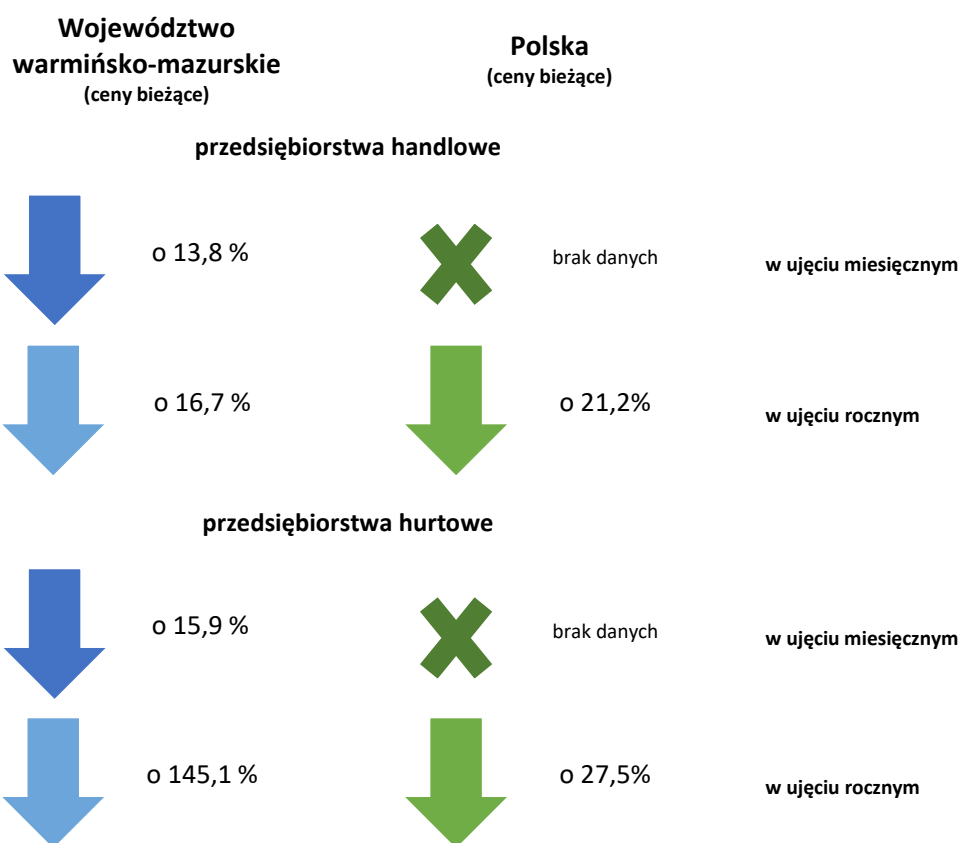 Województwo
warmińsko-mazurskie
(ceny bieżące)
Polska
(ceny bieżące)
przedsiębiorstwa handlowe
o 13,8 %
brak danych
w ujęciu miesięcznym
o 16,7 %
o 21,2%
w ujęciu rocznym
przedsiębiorstwa hurtowe
o 15,9 %
brak danych
w ujęciu miesięcznym
o 145,1 %
o 27,5%
w ujęciu rocznym